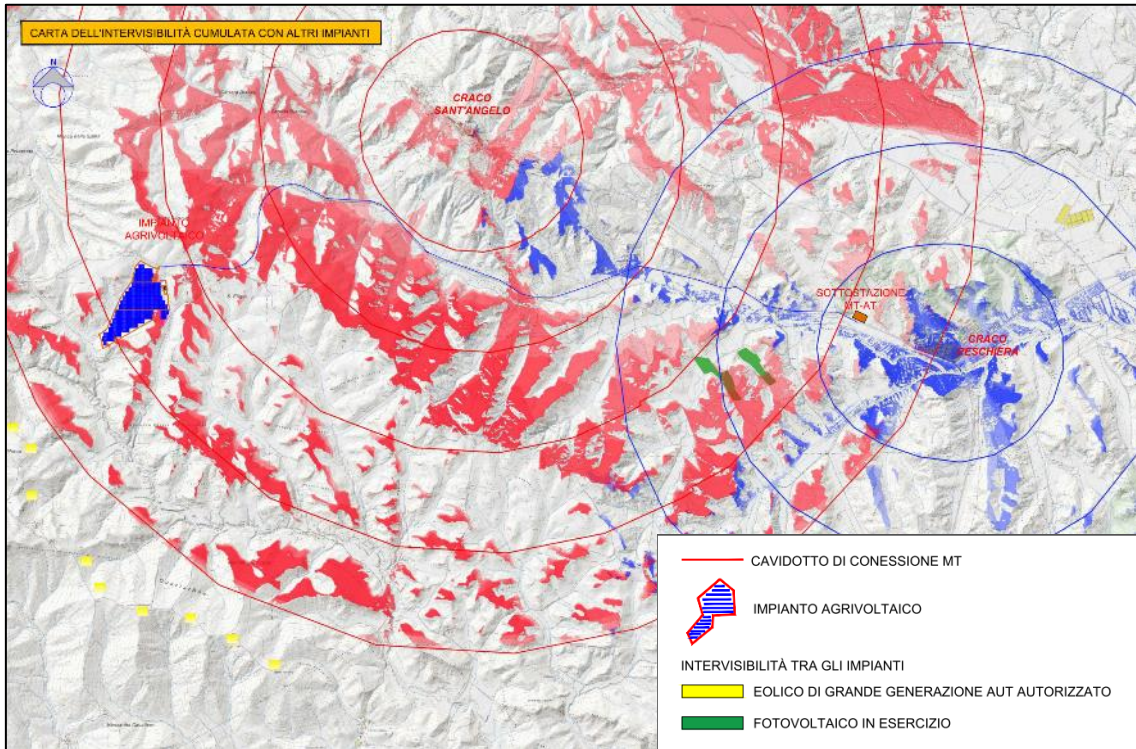 CARTA DELL'INTERVISIBILITÀ CUMULATA CON ALTRI IMPIANTI
N
CRACO
SANT'ANGELO
IMPIANTO
AGRIVOLTAICO
SOTTOSTAZIONE
MT-AT
CRACO
PESCHIERA
CAVIDOTTO DI CONESSIONE MT
IMPIANTO AGRIVOLTAICO
INTERVISIBILITÀ TRA GLI IMPIANTI
EOLICO DI GRANDE GENERAZIONE AUT AUTORIZZATO
FOTOVOLTAICO IN ESERCIZIO